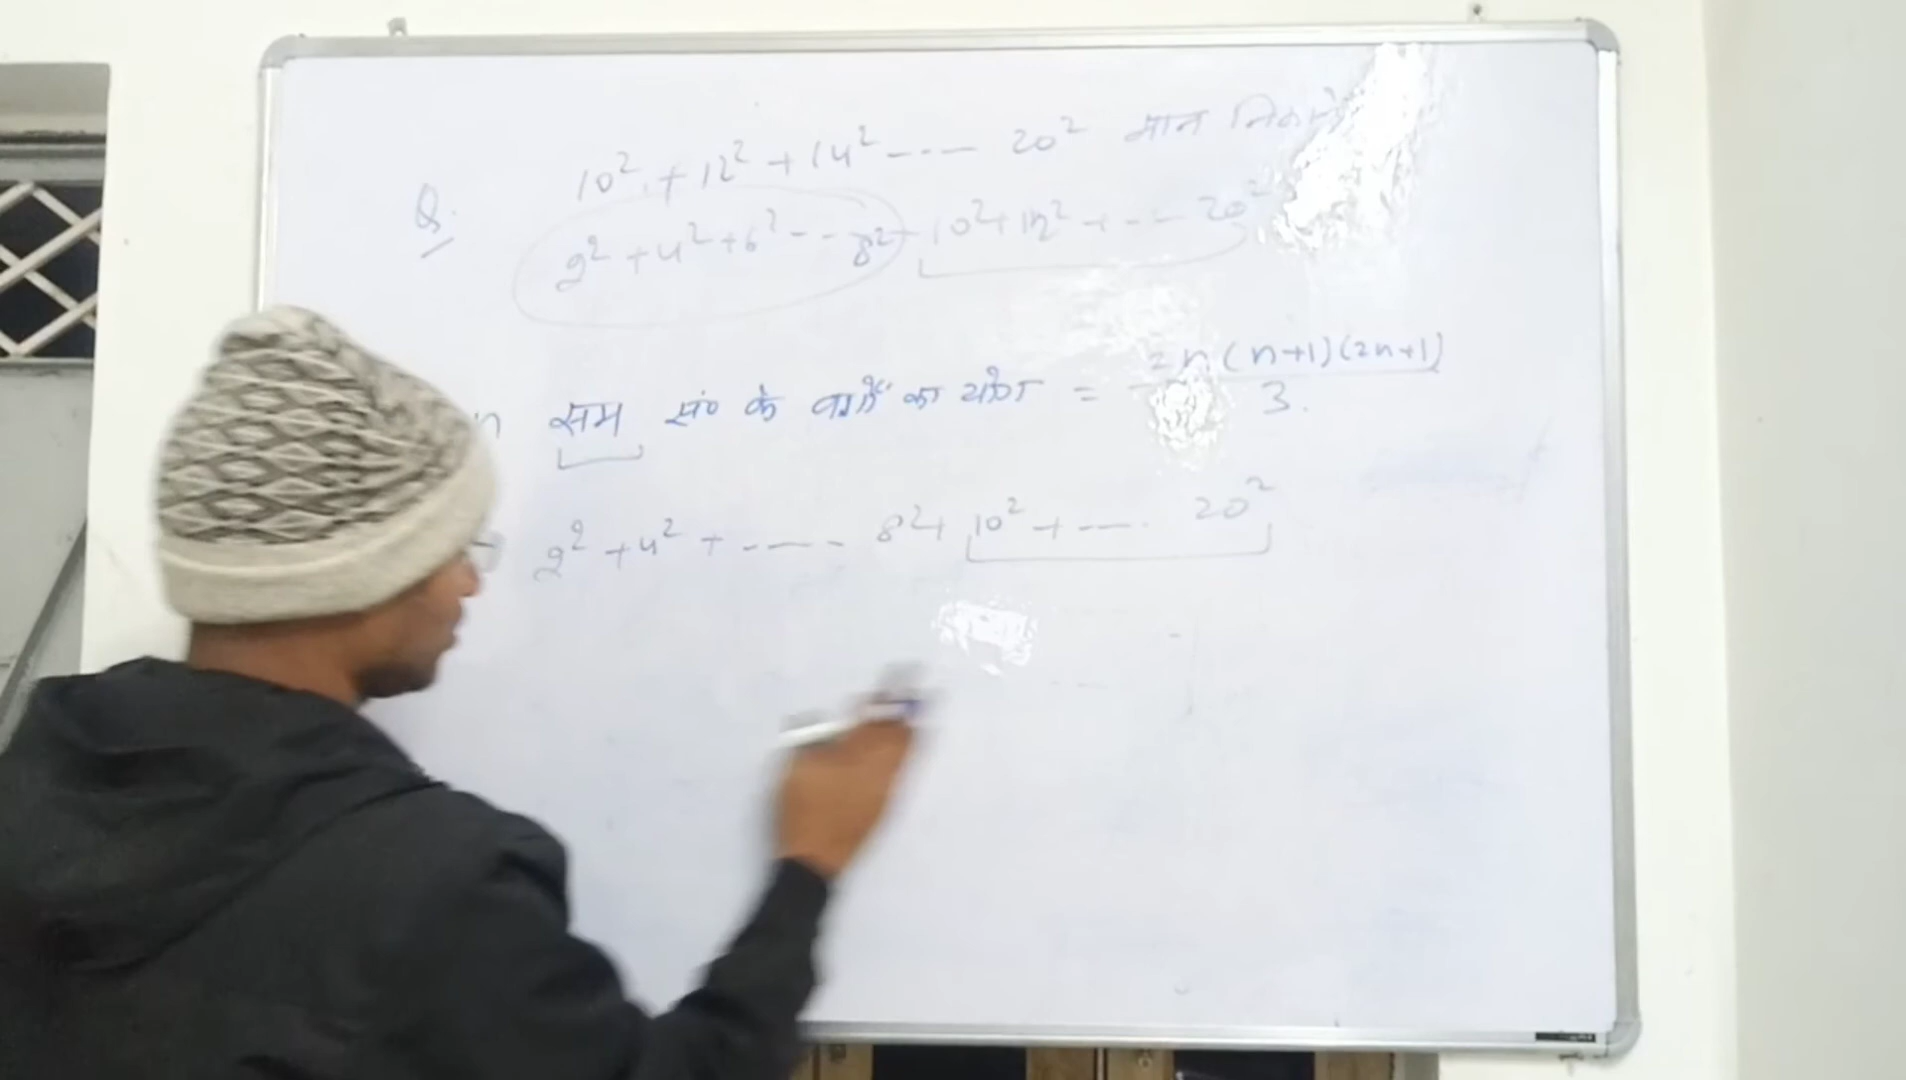 Q. 10² + 12² + 14² ---- 20² मान
2² + 4² + 6² --- 8² + 10² + 12² + --- 20²
n सम सं० के वर्गों का योग = 2n(n+1)(2n+1)/3.
2² + 4² + ----- 8² + 10² + ---- 20²